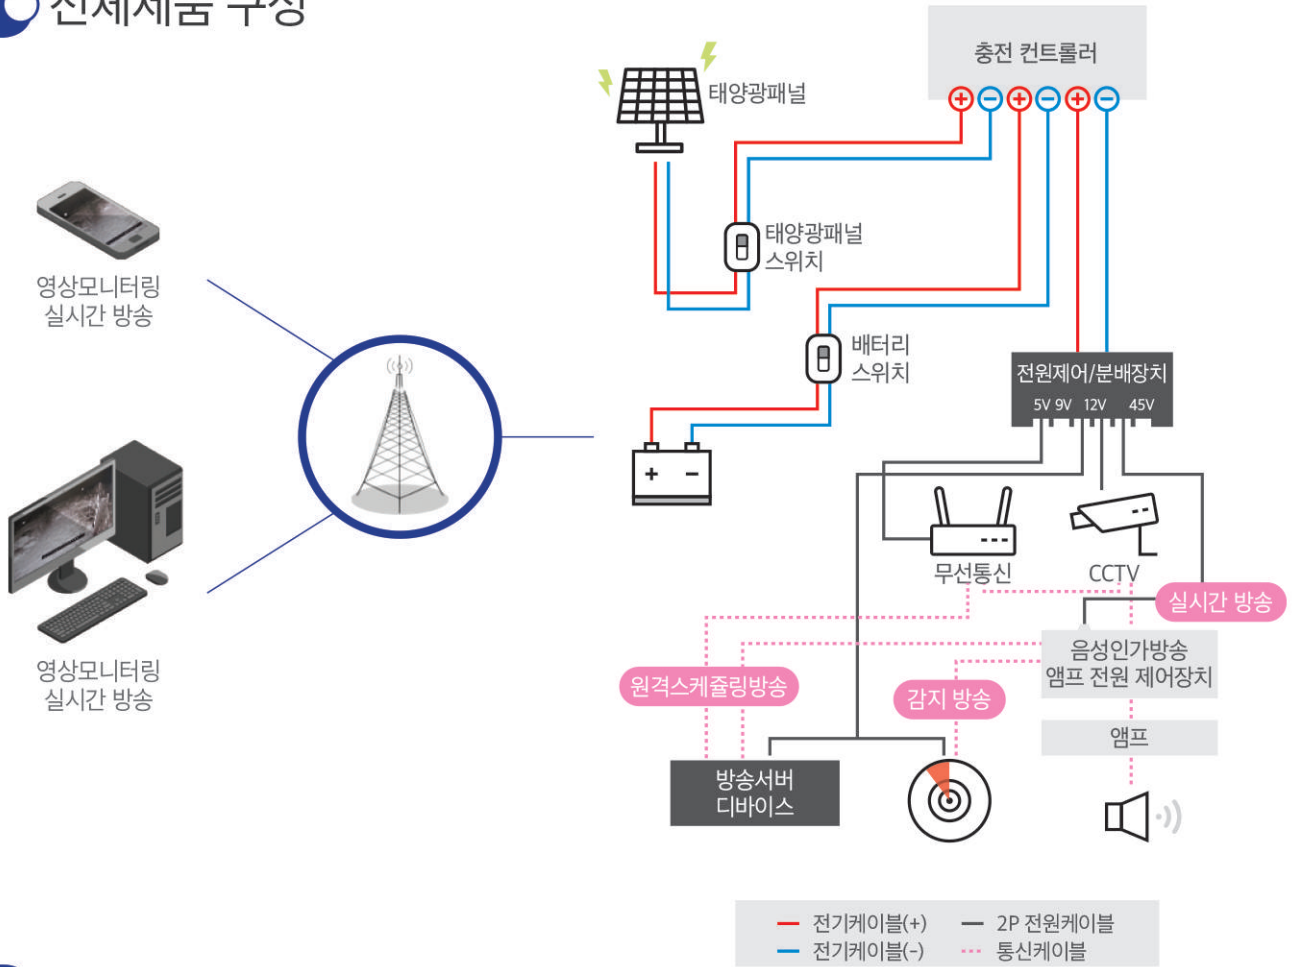 전체제품 구성
충전 컨트롤러
태양광패널
태양광패널
스위치
배터리
스위치
영상모니터링
실시간 방송
전원제어/분배장치
5V 9V 12V 45V
+ −
무선통신
CCTV
실시간 방송
음성인가방송
앰프 전원 제어장치
원격스케쥴링방송
감지 방송
영상모니터링
실시간 방송
앰프
방송서버
디바이스
전기케이블(+)
2P 전원케이블
전기케이블(-)
통신케이블